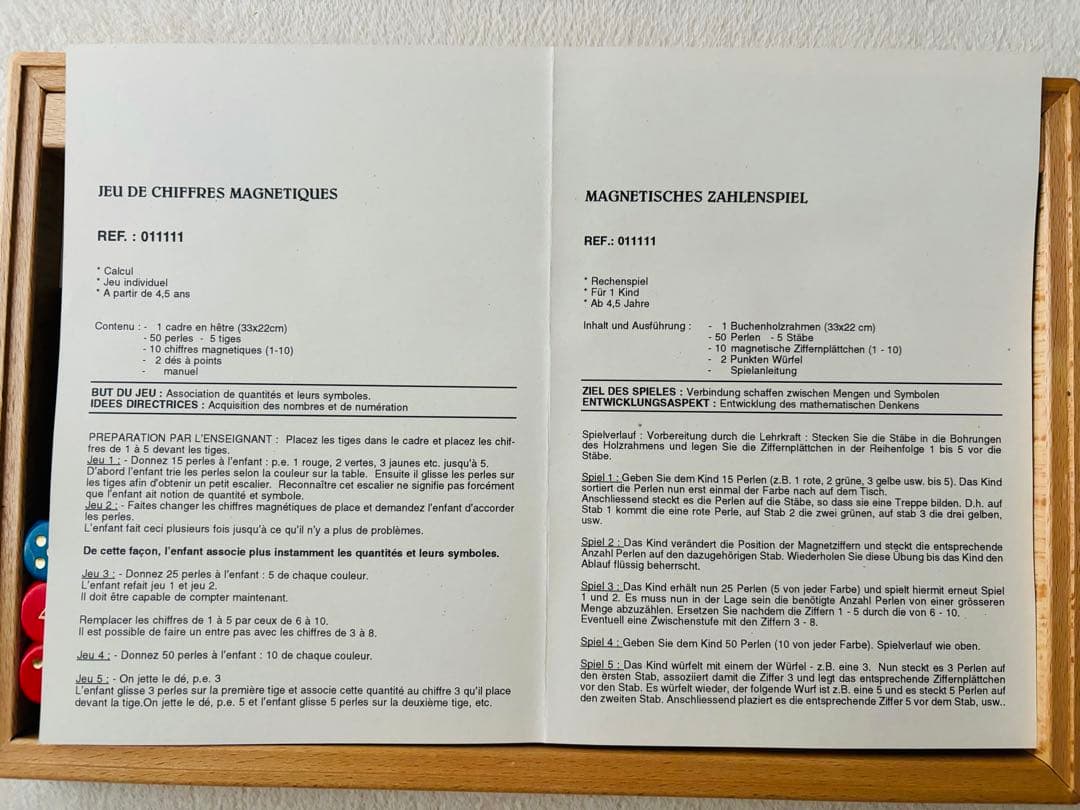 JEU DE CHIFFRES MAGNETIQUES
REF. : 011111
* Calcul
* Jeu individuel
* A partir de 4,5 ans
Contenu : - 1 cadre en hêtre (33x22cm)
- 50 perles - 5 tiges
- 10 chiffres magnetiques (1-10)
- 2 dés à points
- manuel
BUT DU JEU : Association de quantités et leurs symboles.
IDEES DIRECTRICES : Acquisition des nombres et de numération
PREPARATION PAR L'ENSEIGNANT : Placez les tiges dans le cadre et placez les chif-
fres de 1 à 5 devant les tiges.
Jeu 1 : - Donnez 15 perles à l'enfant : p.e. 1 rouge, 2 vertes, 3 jaunes etc. jusqu'à 5.
D'abord l'enfant trie les perles selon la couleur sur la table. Ensuite il glisse les perles sur
les tiges afin d'obtenir un petit escalier. Reconnaître cet escalier ne signifie pas forcément
que l'enfant ait notion de quantité et symbole.
Jeu 2 : - Faites changer les chiffres magnétiques de place et demandez l'enfant d'accorder
les perles.
L'enfant fait ceci plusieurs fois jusqu'à ce qu'il n'y a plus de problèmes.
De cette façon, l'enfant associe plus instamment les quantités et leurs symboles.
Jeu 3 : - Donnez 25 perles à l'enfant : 5 de chaque couleur.
L'enfant refait jeu 1 et jeu 2.
Il doit être capable de compter maintenant.
Remplacer les chiffres de 1 à 5 par ceux de 6 à 10.
Il est possible de faire un entre pas avec les chiffres de 3 à 8.
Jeu 4 : - Donnez 50 perles à l'enfant : 10 de chaque couleur.
Jeu 5 : - On jette le dé, p.e. 3
L'enfant glisse 3 perles sur la première tige et associe cette quantité au chiffre 3 qu'il place
devant la tige.On jette le dé, p.e. 5 et l'enfant glisse 5 perles sur la deuxième tige, etc.
MAGNETISCHES ZAHLENSPIEL
REF.: 011111
* Rechenspiel
* Für 1 Kind
* Ab 4,5 Jahre
Inhalt und Ausführung : - 1 Buchenholzrahmen (33x22 cm)
- 50 Perlen - 5 Stäbe
- 10 magnetische Ziffernplättchen (1 - 10)
- 2 Punkten Würfel
- Spielanleitung
ZIEL DES SPIELES : Verbindung schaffen zwischen Mengen und Symbolen
ENTWICKLUNGSASPEKT : Entwicklung des mathematischen Denkens
Spielverlauf : Vorbereitung durch die Lehrkraft : Stecken Sie die Stäbe in die Bohrungen
des Holzrahmens und legen Sie die Ziffernplättchen in der Reihenfolge 1 bis 5 vor die
Stäbe.
Spiel 1 : Geben Sie dem Kind 15 Perlen (z.B. 1 rote, 2 grüne, 3 gelbe usw. bis 5). Das Kind
sortiert die Perlen nun erst einmal der Farbe nach auf dem Tisch.
Anschliessend steckt es die Perlen auf die Stäbe, so dass sie eine Treppe bilden. D.h. auf
Stab 1 kommt die eine rote Perle, auf Stab 2 die zwei grünen, auf stab 3 die drei gelben,
usw.
Spiel 2 : Das Kind verändert die Position der Magnetziffern und steckt die entsprechende
Anzahl Perlen auf den dazugehörigen Stab. Wiederholen Sie diese Übung bis das Kind den
Ablauf flüssig beherrscht.
Spiel 3 : Das Kind erhält nun 25 Perlen (5 von jeder Farbe) und spielt hiermit erneut Spiel
1 und 2. Es muss nun in der Lage sein die benötigte Anzahl Perlen von einer grösseren
Menge abzuzählen. Ersetzen Sie nachdem die Ziffern 1 - 5 durch die von 6 - 10.
Eventuell eine Zwischenstufe mit den Ziffern 3 - 8.
Spiel 4 : Geben Sie dem Kind 50 Perlen (10 von jeder Farbe). Spielverlauf wie oben.
Spiel 5 : Das Kind würfelt mit einem der Würfel - z.B. eine 3. Nun steckt es 3 Perlen auf
den ersten Stab, assoziiert damit die Ziffer 3 und legt das entsprechende Ziffernplättchen
vor den Stab. Es würfelt wieder, der folgende Wurf ist z.B. eine 5 und es steckt 5 Perlen auf
den zweiten Stab. Anschliessend plaziert es die entsprechende Ziffer 5 vor dem Stab, usw..